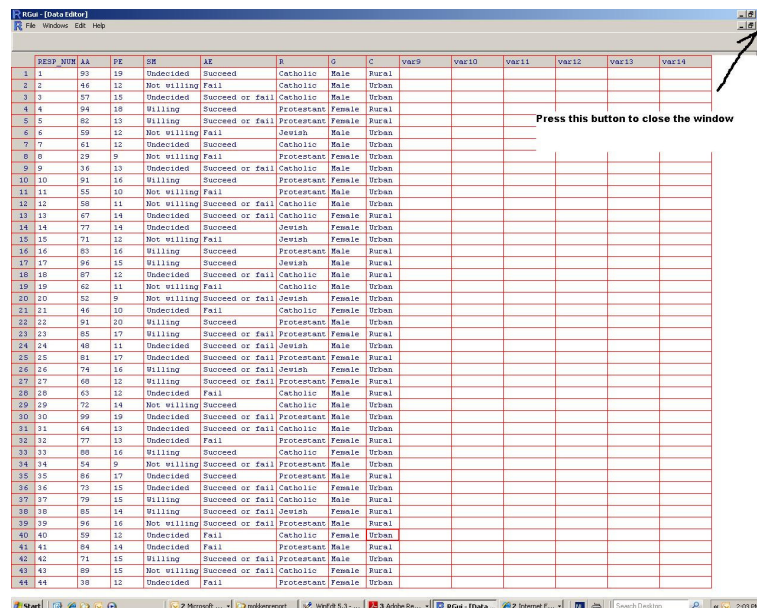 RGui - [Data Editor]
File Windows Edit Help
RESP_NUM AA PE SM AE R G C var9 var10 var11 var12 var13 var14
1 1 93 19 Undecided Succeed Catholic Male Rural
2 2 46 12 Not willing Fail Catholic Male Urban
3 3 57 15 Undecided Succeed or fail Catholic Male Urban
4 4 94 18 Willing Succeed Protestant Female Rural
5 5 82 13 Willing Succeed or fail Protestant Female Rural
Press this button to close the window
6 6 59 12 Not willing Fail Jewish Male Urban
7 7 61 12 Undecided Succeed Catholic Male Urban
8 8 29 9 Not willing Fail Protestant Female Urban
9 9 36 13 Undecided Succeed or fail Catholic Male Urban
10 10 91 16 Willing Succeed Protestant Female Urban
11 11 55 10 Not willing Fail Protestant Male Urban
12 12 58 11 Not willing Succeed or fail Catholic Female Urban
13 13 67 14 Undecided Succeed or fail Catholic Female Rural
14 14 77 14 Undecided Succeed Jewish Female Urban
15 15 71 12 Not willing Fail Jewish Female Urban
16 16 83 16 Willing Succeed Protestant Male Rural
17 17 96 15 Willing Succeed Jewish Male Rural
18 18 87 12 Undecided Succeed or fail Catholic Male Rural
19 19 62 11 Not willing Fail Catholic Male Rural
20 20 52 9 Not willing Succeed or fail Jewish Female Urban
21 21 46 10 Undecided Fail Catholic Male Urban
22 22 91 20 Willing Succeed Protestant Male Urban
23 23 85 17 Willing Succeed or fail Protestant Female Rural
24 24 48 11 Undecided Succeed or fail Jewish Male Urban
25 25 81 17 Undecided Succeed or fail Protestant Female Rural
26 26 74 16 Willing Succeed or fail Jewish Female Urban
27 27 68 12 Willing Succeed or fail Protestant Female Urban
28 28 63 12 Undecided Fail Catholic Male Rural
29 29 72 14 Not willing Succeed Catholic Male Urban
30 30 99 19 Undecided Succeed or fail Protestant Male Urban
31 31 64 13 Undecided Succeed or fail Catholic Male Urban
32 32 77 13 Undecided Fail Protestant Female Rural
33 33 88 16 Willing Succeed Protestant Female Urban
34 34 54 9 Not willing Succeed or fail Protestant Male Urban
35 35 86 17 Undecided Succeed Protestant Male Rural
36 36 73 15 Undecided Succeed or fail Catholic Female Urban
37 37 79 15 Willing Succeed or fail Catholic Male Rural
38 38 85 14 Willing Succeed or fail Jewish Male Rural
39 39 96 16 Not willing Succeed or fail Protestant Male Rural
40 40 59 12 Undecided Fail Catholic Female Urban
41 41 84 14 Undecided Fail Protestant Male Rural
42 42 71 15 Willing Succeed or fail Protestant Female Urban
43 43 89 15 Not willing Succeed or fail Catholic Female Rural
44 44 38 12 Undecided Fail Protestant Female Urban
Start 2 Microsoft ... mokkenreport WinEdt 5.3 - ... 3 Adobe Re... RGui - [Data ... 2 Internet E... Search Desktop 2:03 PM